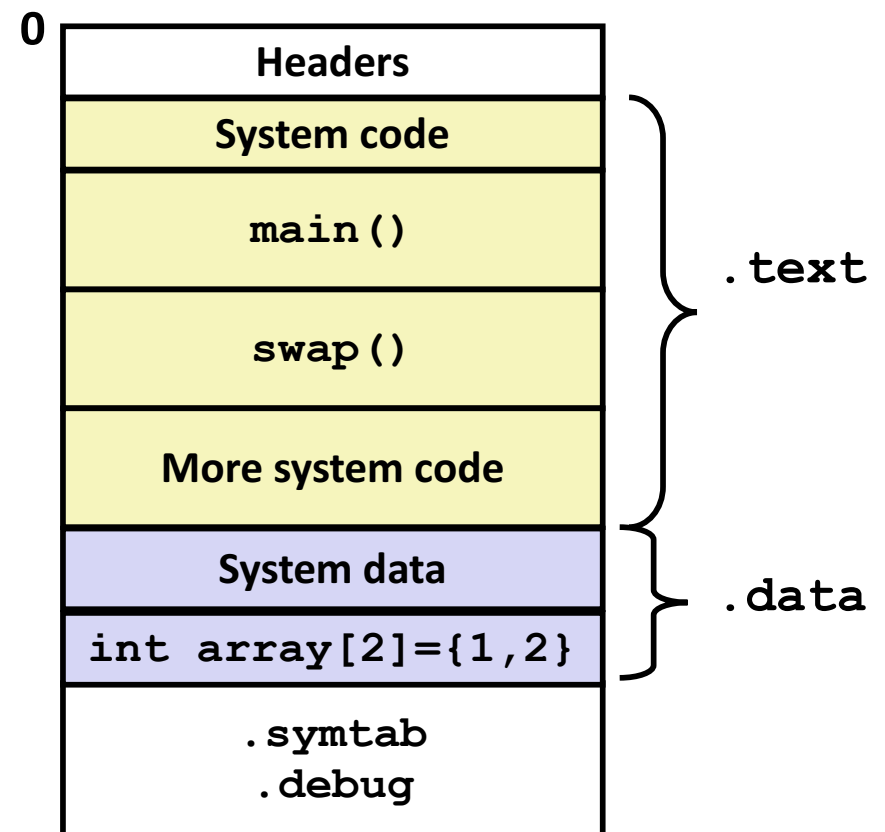 0
Headers
System code
main()
swap()
More system code
.text
System data
int array[2]={1,2}
.data
.symtab
.debug